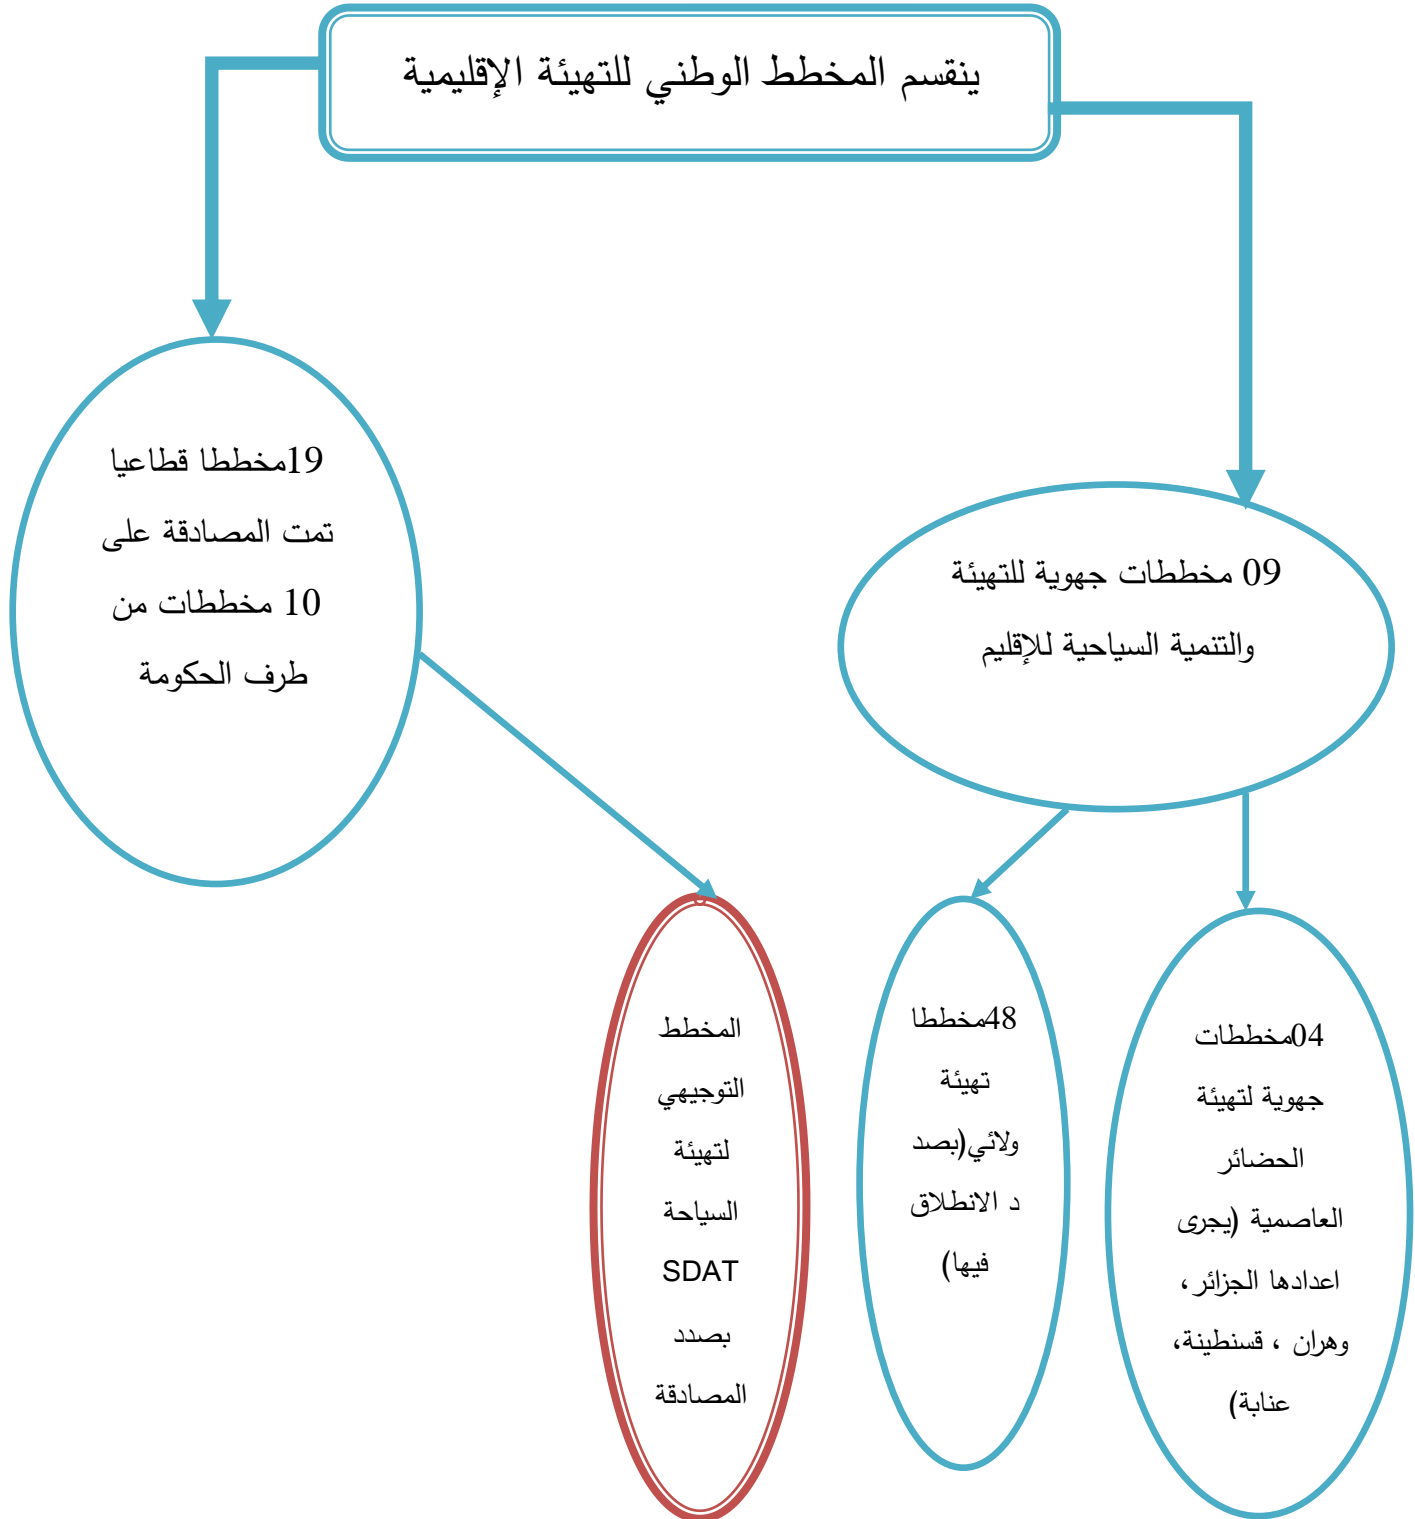 ينقسم المخطط الوطني للتهيئة الإقليمية
19مخططا قطاعيا
تمت المصادقة على
10 مخططات من
طرف الحكومة
09 مخططات جهوية للتهيئة
والتنمية السياحية للإقليم
04مخططات
جهوية لتهيئة
الحضائر
العاصمية (يجرى
اعدادها الجزائر ،
وهران ، قسنطينة،
عنابة)
48مخططا
تهيئة
ولائي(بصد
د الانطلاق
فيها)
المخطط
التوجيهي
لتهيئة
السياحة
SDAT
بصدد
المصادقة